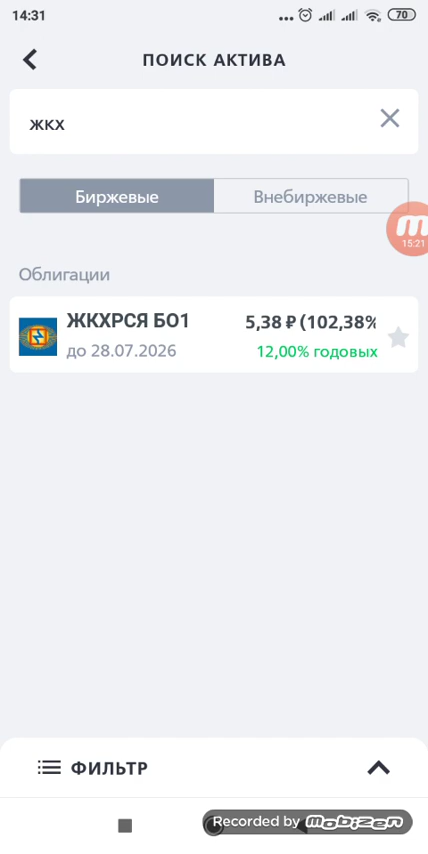 14:31
70
ПОИСК АКТИВА
жкх
Биржевые
Внебиржевые
15:21
Облигации
ЖКХРСЯ БО1
5,38 ₽ (102,38%
до 28.07.2026
12,00% годовых
ФИЛЬТР
Recorded by mobizen